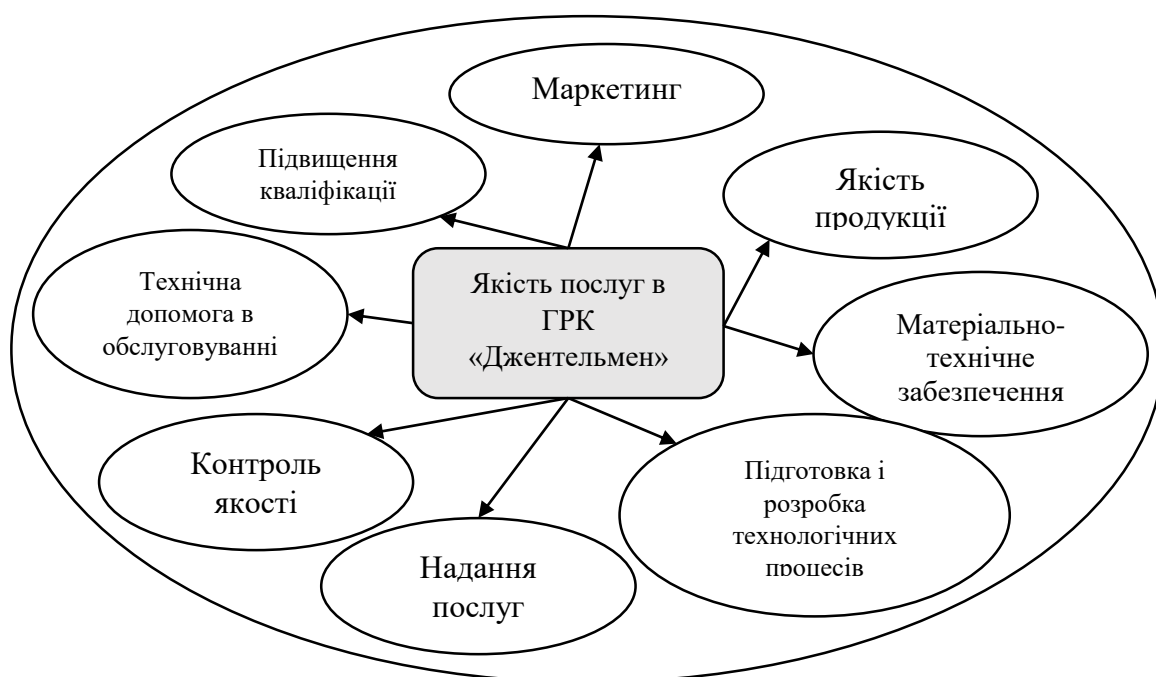 Маркетинг
Підвищення
кваліфікації
Якість
продукції
Технічна
допомога в
обслуговуванні
Якість послуг в
ГРК
«Джентельмен»
Матеріально-
технічне
забезпечення
Контроль
якості
Підготовка і
розробка
технологічних
процесів
Надання
послуг